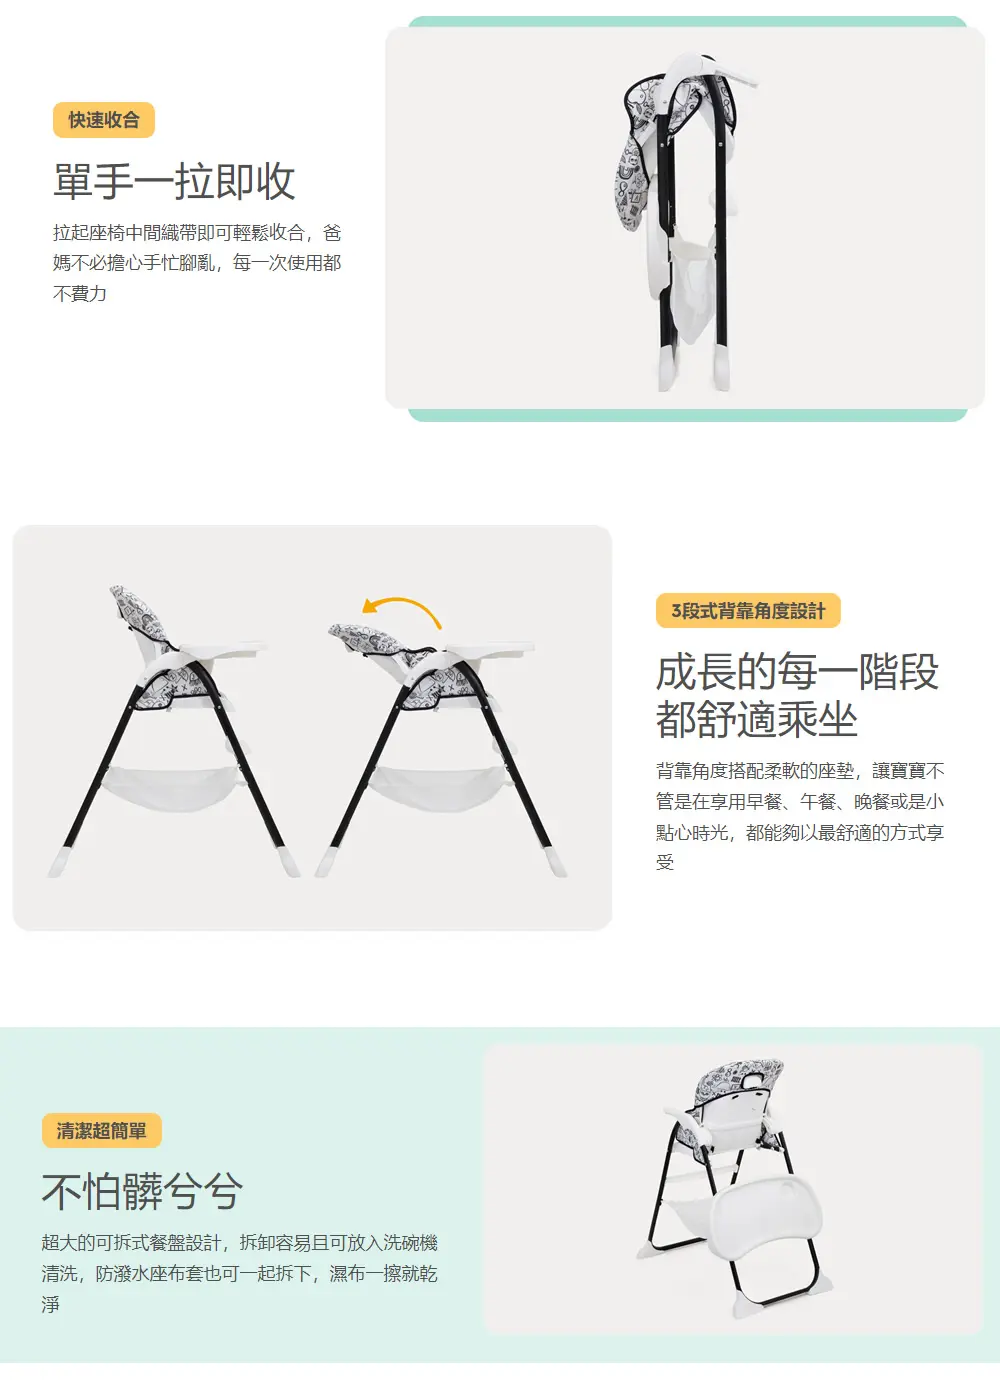 快速收合
單手一拉即收
拉起座椅中間織帶即可輕鬆收合，爸
媽不必擔心手忙腳亂，每一次使用都
不費力
3段式背靠角度設計
成長的每一階段
都舒適乘坐
背靠角度搭配柔軟的座墊，讓寶寶不
管是在享用早餐、午餐、晚餐或是小
點心時光，都能夠以最舒適的方式享
受
清潔超簡單
不怕髒兮兮
超大的可拆式餐盤設計，拆卸容易且可放入洗碗機
清洗，防潑水座布套也可一起拆下，濕布一擦就乾
淨